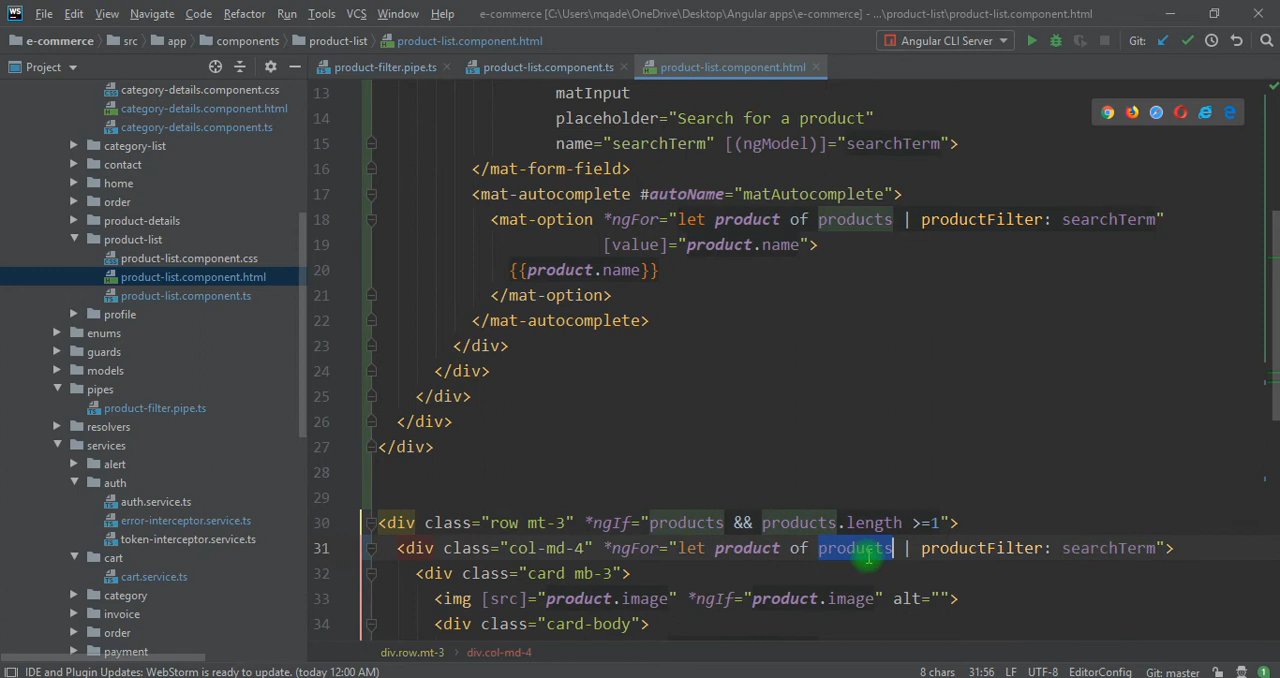 WS File Edit View Navigate Code Refactor Run Tools VCS Window Help e-commerce [C:\Users\mqade\OneDrive\Desktop\Angular apps\e-commerce] - ...\product-list\product-list.component.html
e-commerce src app components product-list product-list.component.html Angular CLI Server Git:
Project product-filter.pipe.ts product-list.component.ts product-list.component.html
category-details.component.css
category-details.component.html
category-details.component.ts
category-list
contact
home
order
product-details
product-list
product-list.component.css
product-list.component.html
product-list.component.ts
profile
enums
guards
models
pipes
product-filter.pipe.ts
resolvers
services
alert
auth
auth.service.ts
error-interceptor.service.ts
token-interceptor.service.ts
cart
cart.service.ts
category
invoice
order
payment
13 matInput
14 placeholder="Search for a product"
15 name="searchTerm" [(ngModel)]="searchTerm">
16 </mat-form-field>
17 <mat-autocomplete #autoName="matAutocomplete">
18 <mat-option *ngFor="let product of products | productFilter: searchTerm"
19 [value]="product.name">
20 {{product.name}}
21 </mat-option>
22 </mat-autocomplete>
23 </div>
24 </div>
25 </div>
26 </div>
27 </div>
28
29
30 <div class="row mt-3" *ngIf="products && products.length >=1">
31 <div class="col-md-4" *ngFor="let product of products | productFilter: searchTerm">
32 <div class="card mb-3">
33 <img [src]="product.image" *ngIf="product.image" alt="">
34 <div class="card-body">
div.row.mt-3 div.col-md-4
IDE and Plugin Updates: WebStorm is ready to update. (today 12:00 AM) 8 chars 31:56 LF UTF-8 EditorConfig Git: master 1